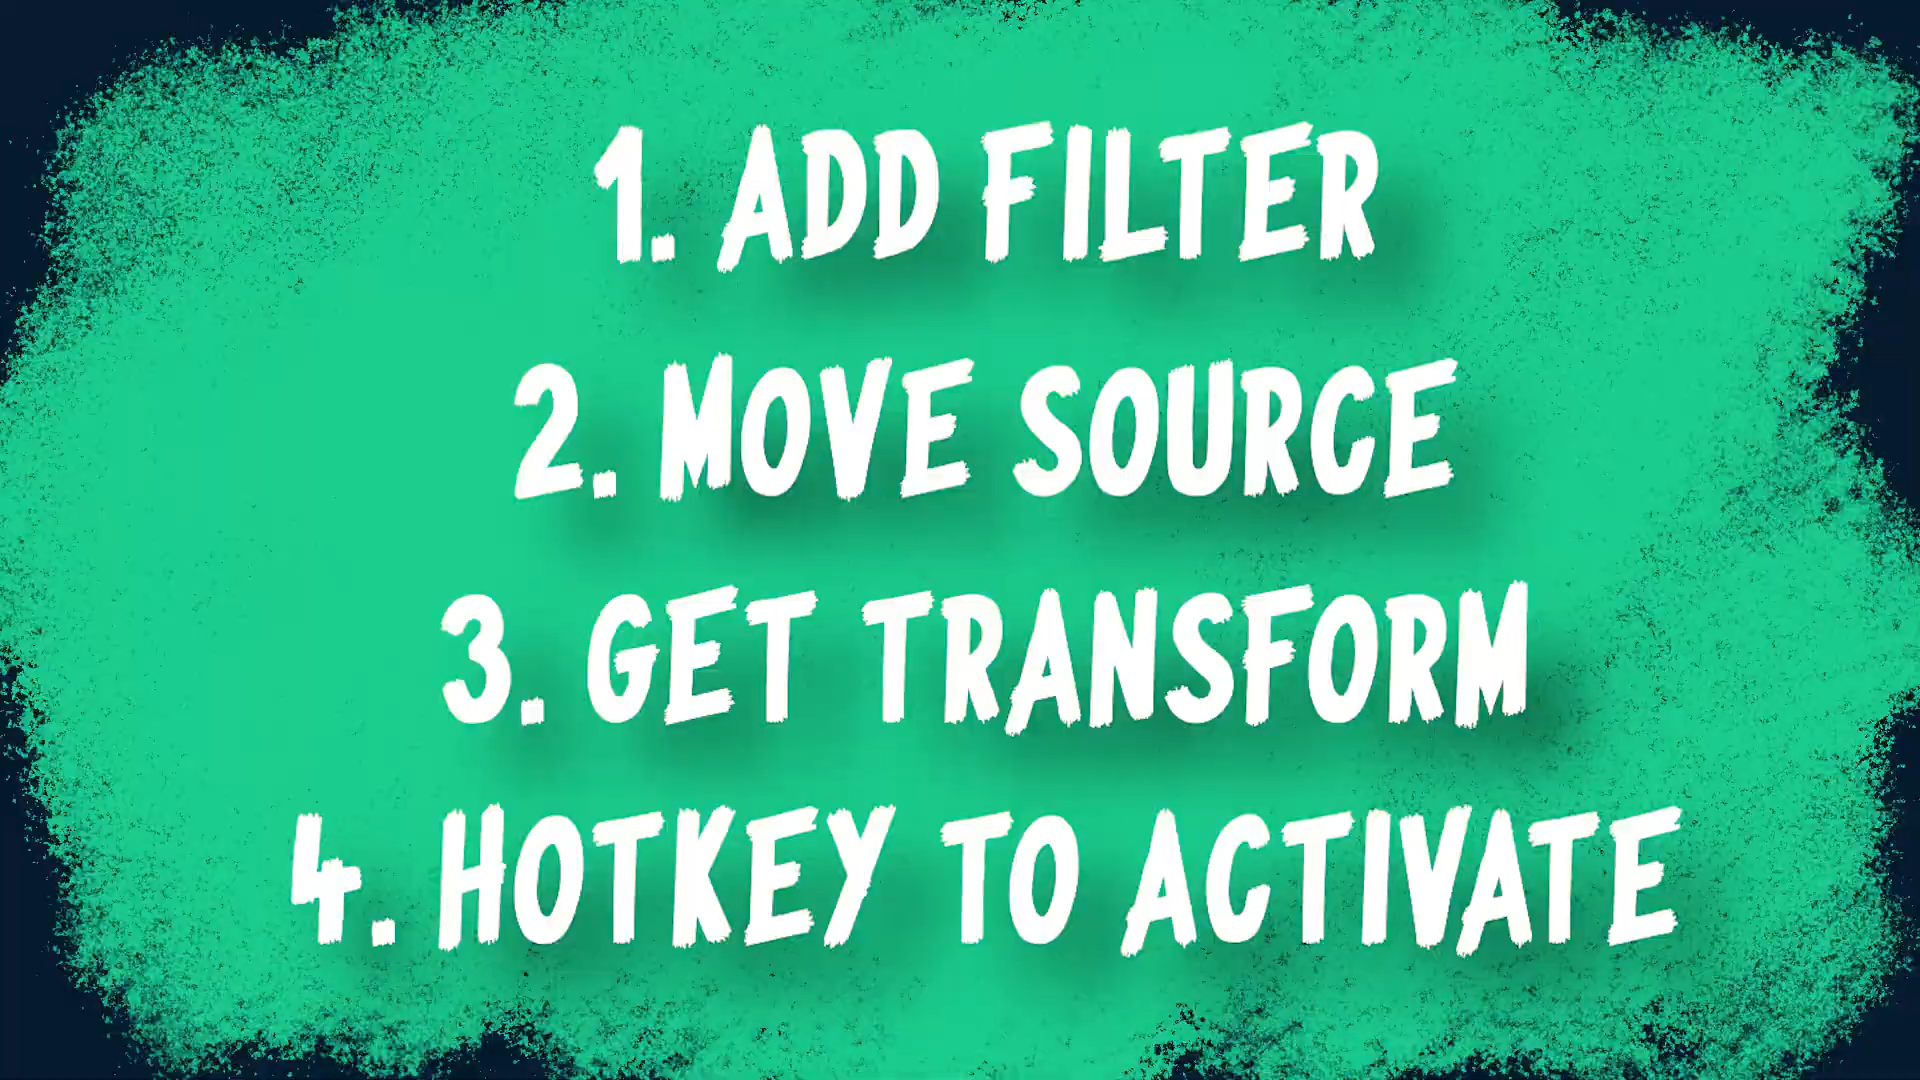 1. ADD FILTER
2. MOVE SOURCE
3. GET TRANSFORM
4. HOTKEY TO ACTIVATE